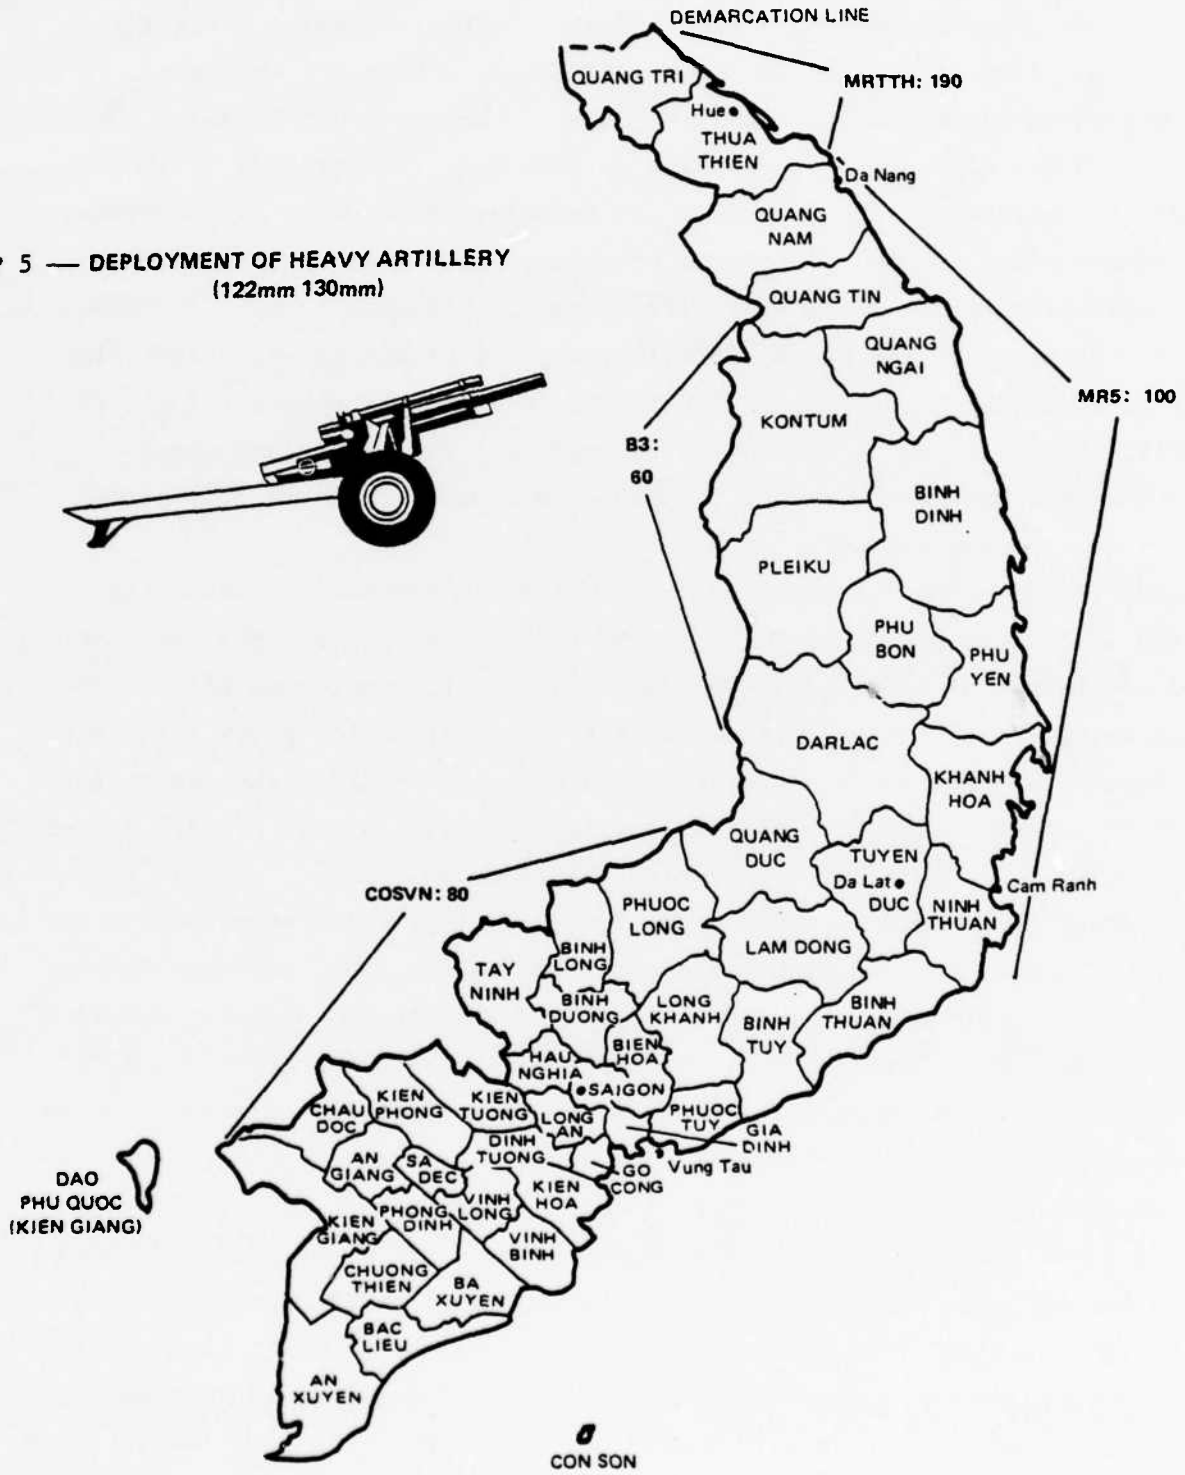 DEMARCATION LINE
MRTTH: 190
QUANG TRI
Hue
THUA
THIEN
Da Nang
QUANG
NAM
5 — DEPLOYMENT OF HEAVY ARTILLERY
(122mm 130mm)
QUANG TIN
QUANG
NGAI
MR5: 100
KONTUM
B3:
60
BINH
DINH
PLEIKU
PHU
BON
PHU
YEN
DARLAC
KHANH
HOA
QUANG
DUC
TUYEN
Da Lat
DUC
Cam Ranh
NINH
THUAN
COSVN: 80
PHUOC
LONG
LAM DONG
BINH
LONG
TAY
NINH
BINH
DUONG
LONG
KHANH
BINH
TUY
BINH
THUAN
BIEN
HOA
HAU
NGHIA
SAIGON
KIEN
PHONG
KIEN
TUONG
CHAU
DOC
LONG
AN
PHUOC
TUY
GIA
DINH
DINH
TUONG
AN
GIANG
SA
DEC
GO
CONG
Vung Tau
DAO
PHU QUOC
(KIEN GIANG)
KIEN
HOA
VINH
LONG
PHONG
DINH
KIEN
GIANG
VINH
BINH
CHUONG
THIEN
BA
XUYEN
BAC
LIEU
AN
XUYEN
CON SON